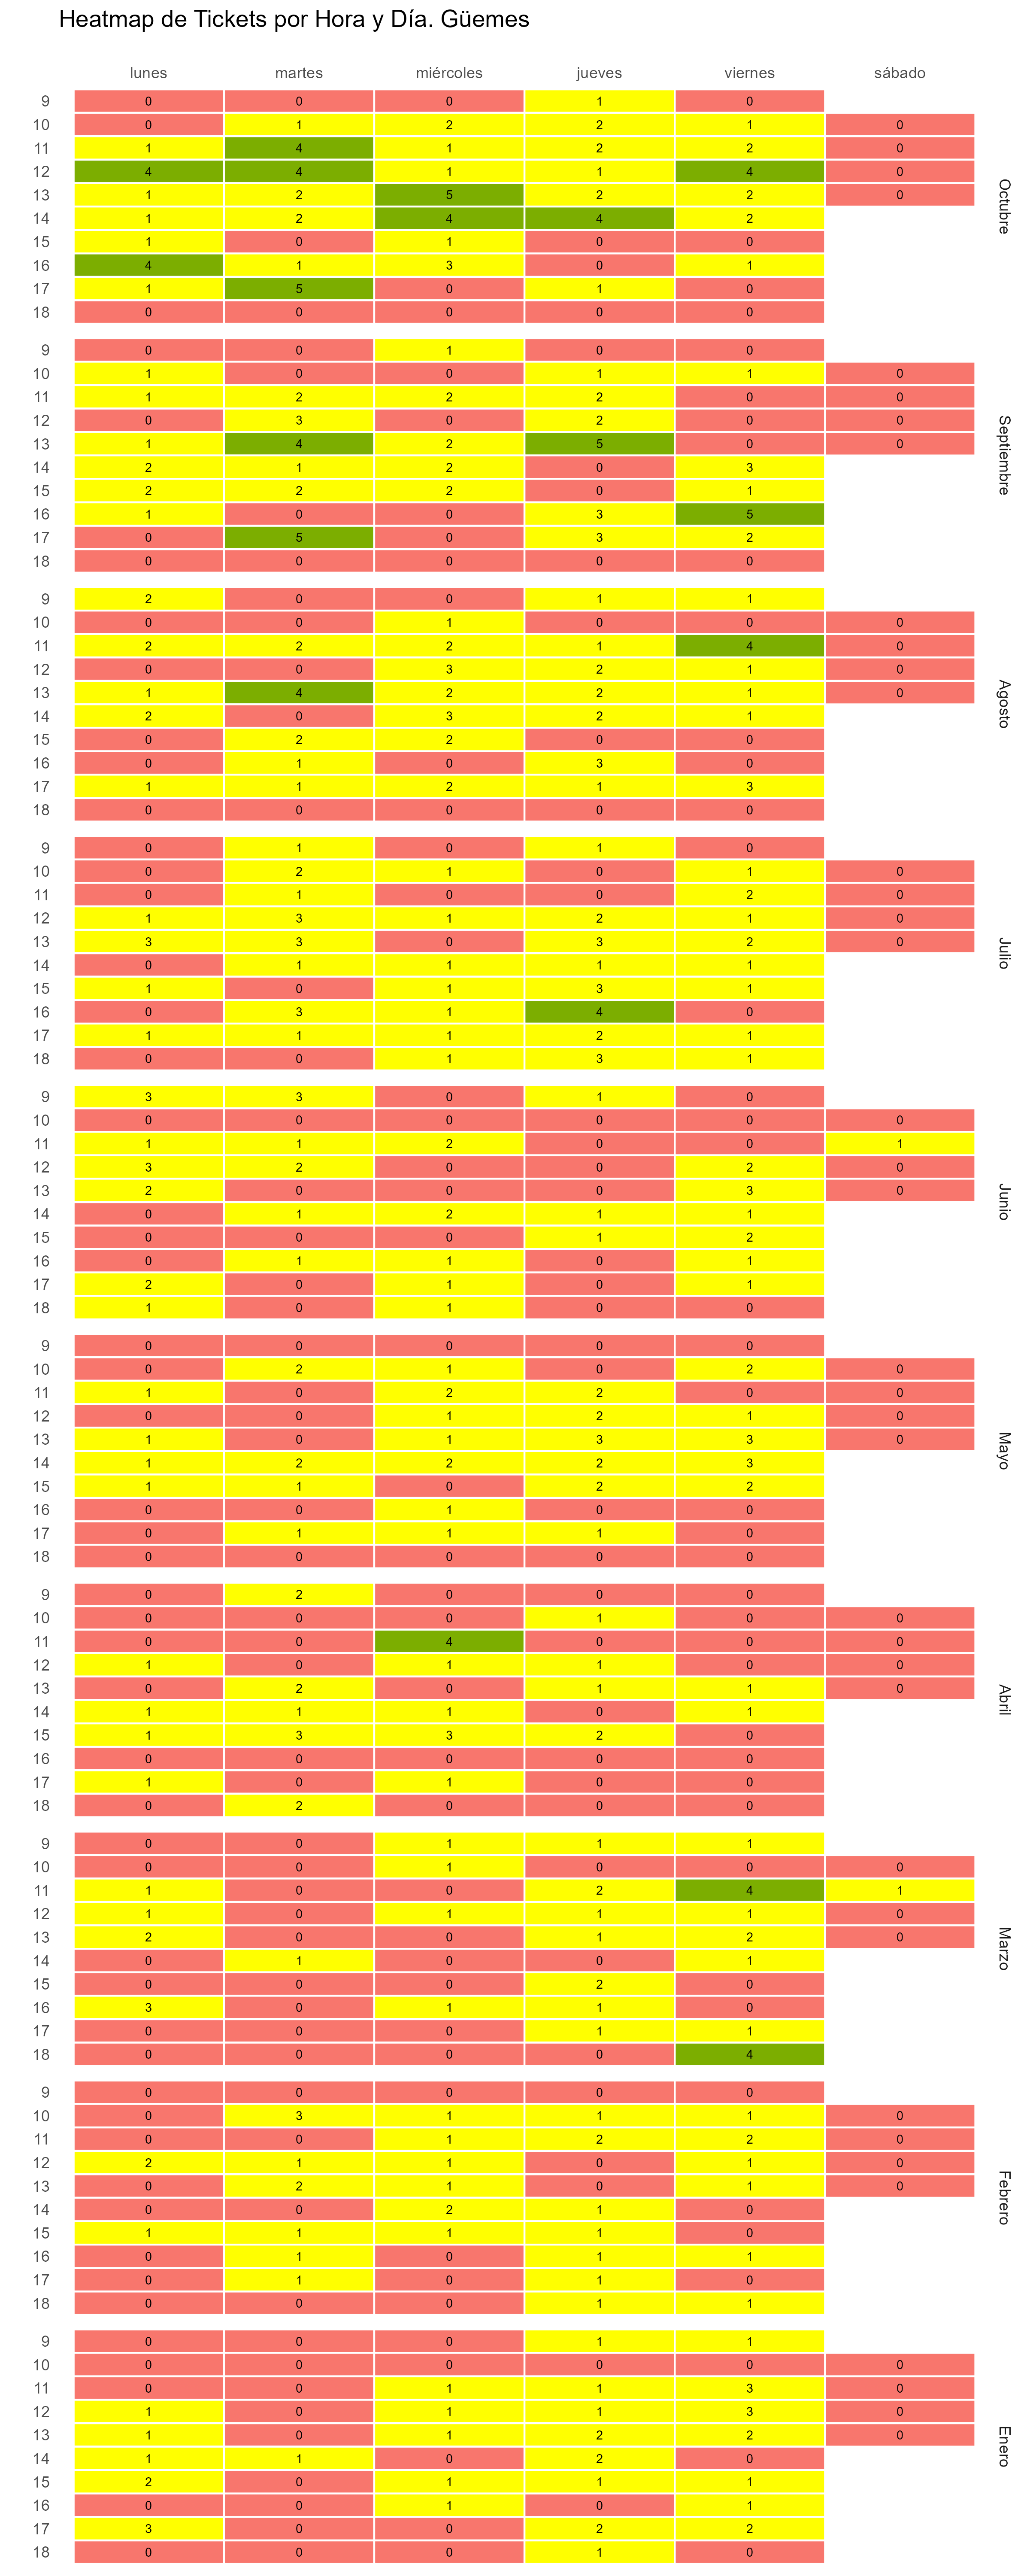 Heatmap de Tickets por Hora y Día. Güemes
lunes martes miércoles jueves viernes sábado
Octubre
9 0 0 0 1 0
10 0 1 2 2 1 0
11 1 4 1 2 2 0
12 4 4 1 1 4 0
13 1 2 5 2 2 0
14 1 2 4 4 2
15 1 0 1 0 0
16 4 1 3 0 1
17 1 5 0 1 0
18 0 0 0 0 0
Septiembre
9 0 0 1 0 0
10 1 0 0 1 1 0
11 1 2 2 2 0 0
12 0 3 0 2 0 0
13 1 4 2 5 0 0
14 2 1 2 0 3
15 2 2 2 0 1
16 1 0 0 3 5
17 0 5 0 3 2
18 0 0 0 0 0
Agosto
9 2 0 0 1 1
10 0 0 1 0 0 0
11 2 2 2 1 4 0
12 0 0 3 2 1 0
13 1 4 2 2 1 0
14 2 0 3 2 1
15 0 2 2 0 0
16 0 1 0 3 0
17 1 1 2 1 3
18 0 0 0 0 0
Julio
9 0 1 0 1 0
10 0 2 1 0 1 0
11 0 1 0 0 2 0
12 1 3 1 2 1 0
13 3 3 0 3 2 0
14 0 1 1 1 1
15 1 0 1 3 1
16 0 3 1 4 0
17 1 1 1 2 1
18 0 0 1 3 1
Junio
9 3 3 0 1 0
10 0 0 0 0 0 0
11 1 1 2 0 0 1
12 3 2 0 0 2 0
13 2 0 0 0 3 0
14 0 1 2 1 1
15 0 0 0 1 2
16 0 1 1 0 1
17 2 0 1 0 1
18 1 0 1 0 0
Mayo
9 0 0 0 0 0
10 0 2 1 0 2 0
11 1 0 2 2 0 0
12 0 0 1 2 1 0
13 1 0 1 3 3 0
14 1 2 2 2 3
15 1 1 0 2 2
16 0 0 1 0 0
17 0 1 1 1 0
18 0 0 0 0 0
Abril
9 0 2 0 0 0
10 0 0 0 1 0 0
11 0 0 4 0 0 0
12 1 0 1 1 0 0
13 0 2 0 1 1 0
14 1 1 1 0 1
15 1 3 3 2 0
16 0 0 0 0 0
17 1 0 1 0 0
18 0 2 0 0 0
Marzo
9 0 0 1 1 1
10 0 0 1 0 0 0
11 1 0 0 2 4 1
12 1 0 1 1 1 0
13 2 0 0 1 2 0
14 0 1 0 0 1
15 0 0 0 2 0
16 3 0 1 1 0
17 0 0 0 1 1
18 0 0 0 0 4
Febrero
9 0 0 0 0 0
10 0 3 1 1 1 0
11 0 0 1 2 2 0
12 2 1 1 0 1 0
13 0 2 1 0 1 0
14 0 0 2 1 0
15 1 1 1 1 0
16 0 1 0 1 1
17 0 1 0 1 0
18 0 0 0 1 1
Enero
9 0 0 0 1 1
10 0 0 0 0 0 0
11 0 0 1 1 3 0
12 1 0 1 1 3 0
13 1 0 1 2 2 0
14 1 1 0 2 0
15 2 0 1 1 1
16 0 0 1 0 1
17 3 0 0 2 2
18 0 0 0 1 0